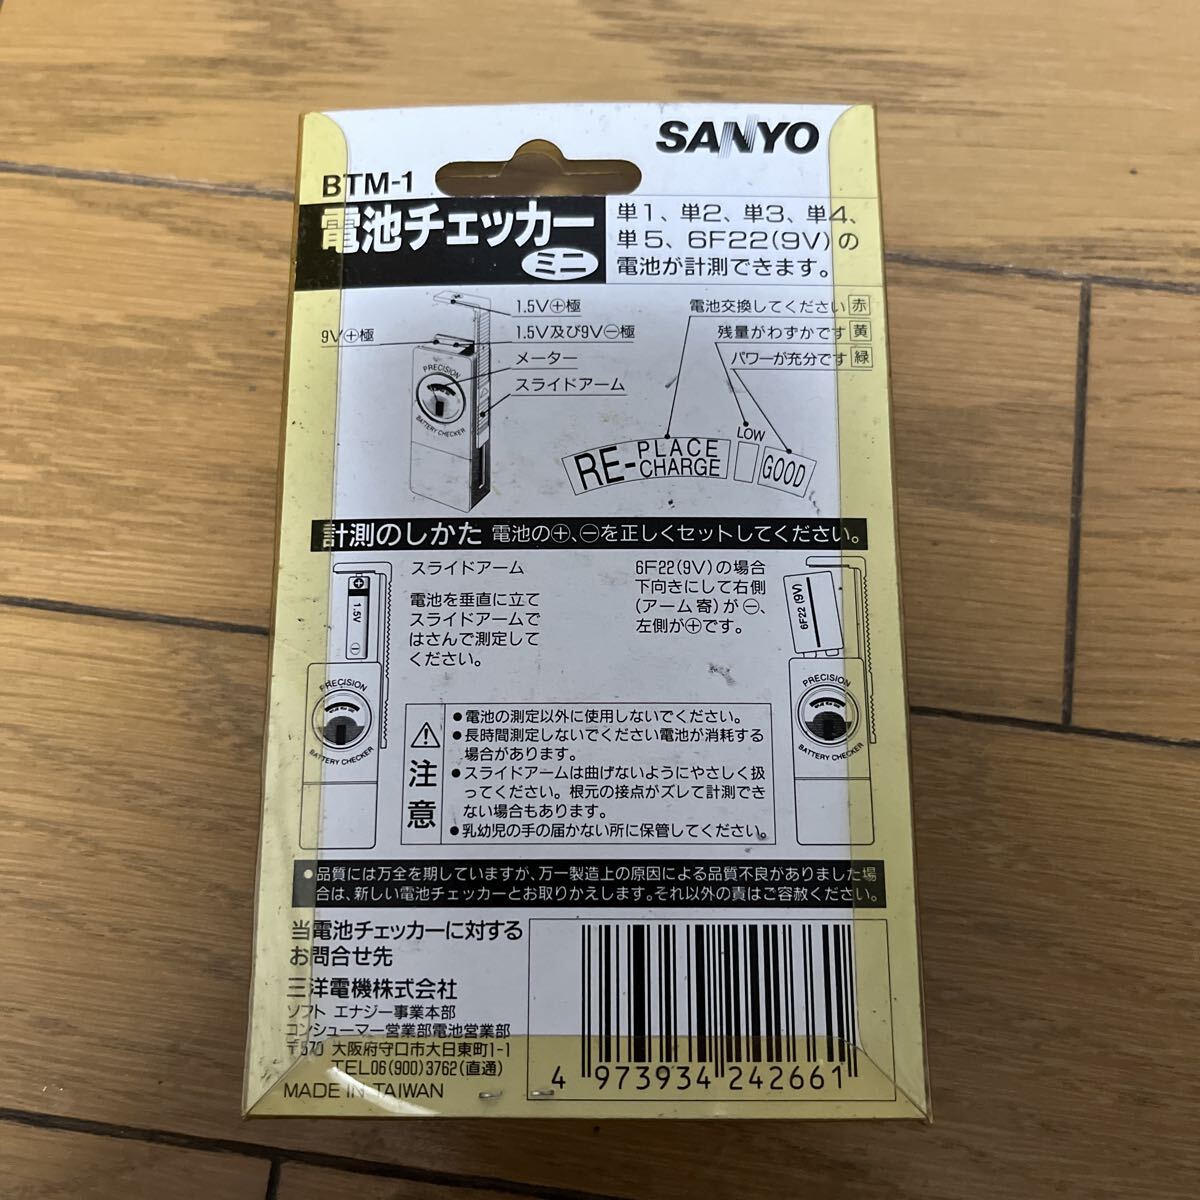 SANYO
BTM-1
電池チェッカー
ミニ
単1、単2、単3、単4、
単5、6F22(9V)の
電池が計測できます。
1.5V⊕極
9V⊕極
1.5V及び9V⊖極
メーター
スライドアーム
PRECISION
BATTERY CHECKER
電池交換してください 赤
残量がわずかです 黄
パワーが充分です 緑
RE-PLACE
CHARGE
LOW
GOOD
計測のしかた 電池の⊕、⊖を正しくセットしてください。
スライドアーム
電池を垂直に立て
スライドアームで
はさんで測定して
ください。
⊕
1.5V
⊖
PRECISION
BATTERY CHECKER
6F22(9V)の場合
下向きにして右側
(アーム寄)が⊖、
左側が⊕です。
6F22 (9V)
PRECISION
BATTERY CHECKER
注意
●電池の測定以外に使用しないでください。
●長時間測定しないでください電池が消耗する
場合があります。
●スライドアームは曲げないようにやさしく扱
ってください。根元の接点がズレて計測でき
ない場合もあります。
●乳幼児の手の届かない所に保管してください。
●品質には万全を期していますが、万一製造上の原因による品質不良がありました場
合は、新しい電池チェッカーとお取りかえします。それ以外の責はご容赦ください。
当電池チェッカーに対する
お問合せ先
三洋電機株式会社
ソフト エナジー事業本部
コンシューマー営業部電池営業部
〒570 大阪府守口市大日東町1-1
TEL06(900)3762(直通)
MADE IN TAIWAN
4 973934 242661